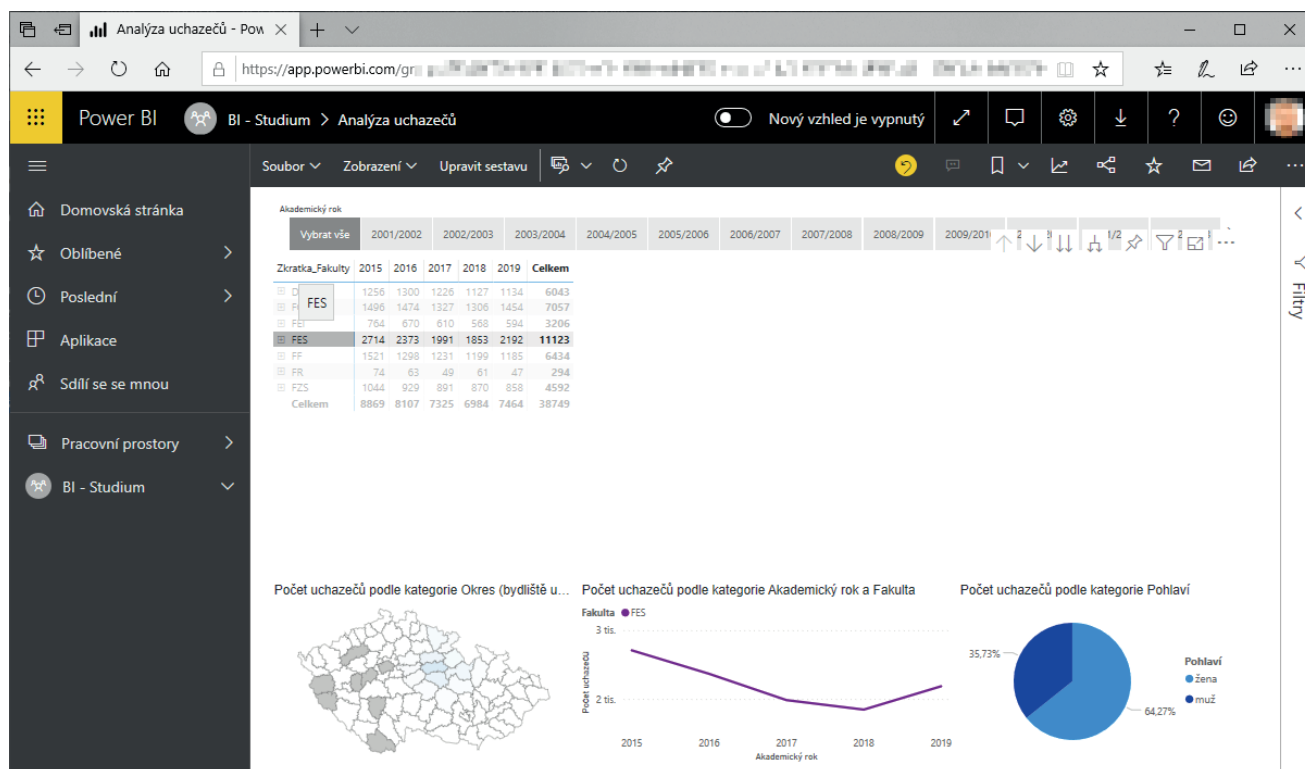 Analýza uchazečů - Pow
https://app.powerbi.com/gr
Power BI BI - Studium > Analýza uchazečů Nový vzhled je vypnutý
Soubor Zobrazení Upravit sestavu
Domovská stránka
Oblíbené
Poslední
Aplikace
Sdílí se se mnou
Pracovní prostory
BI - Studium
Akademický rok
Vybrat vše 2001/2002 2002/2003 2003/2004 2004/2005 2005/2006 2006/2007 2007/2008 2008/2009 2009/201
Zkratka_Fakulty 2015 2016 2017 2018 2019 Celkem
1256 1300 1226 1127 1134 6043
FES
1496 1474 1327 1306 1454 7057
FEI 764 670 610 568 594 3206
FES 2714 2373 1991 1853 2192 11123
FF 1521 1298 1231 1199 1185 6434
FR 74 63 49 61 47 294
FZS 1044 929 891 870 858 4592
Celkem 8869 8107 7325 6984 7464 38749
Filtry
Počet uchazečů podle kategorie Okres (bydliště u...
Počet uchazečů podle kategorie Akademický rok a Fakulta
Fakulta FES
3 tis.
2 tis.
Počet uchazečů
2015 2016 2017 2018 2019
Akademický rok
Počet uchazečů podle kategorie Pohlaví
35,73%
64,27%
Pohlaví
žena
muž